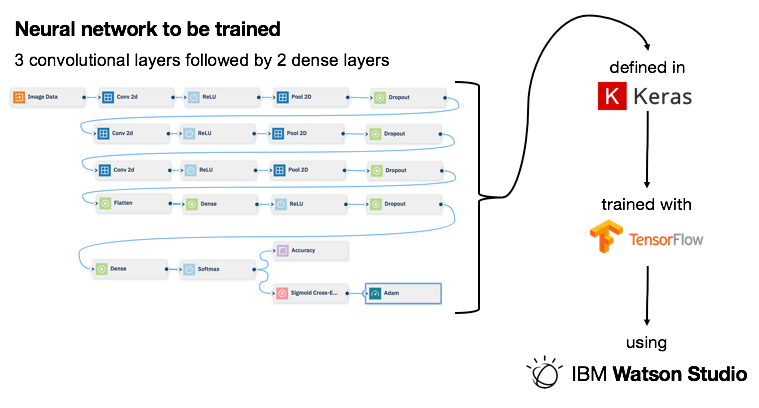 Neural network to be trained
3 convolutional layers followed by 2 dense layers
Image Data
Conv 2d
ReLU
Pool 2D
Dropout
Conv 2d
ReLU
Pool 2D
Dropout
Conv 2d
ReLU
Pool 2D
Dropout
Flatten
Dense
ReLU
Dropout
Dense
Softmax
Accuracy
Sigmoid Cross-E...
Adam
defined in
K Keras
trained with
TensorFlow
using
IBM Watson Studio